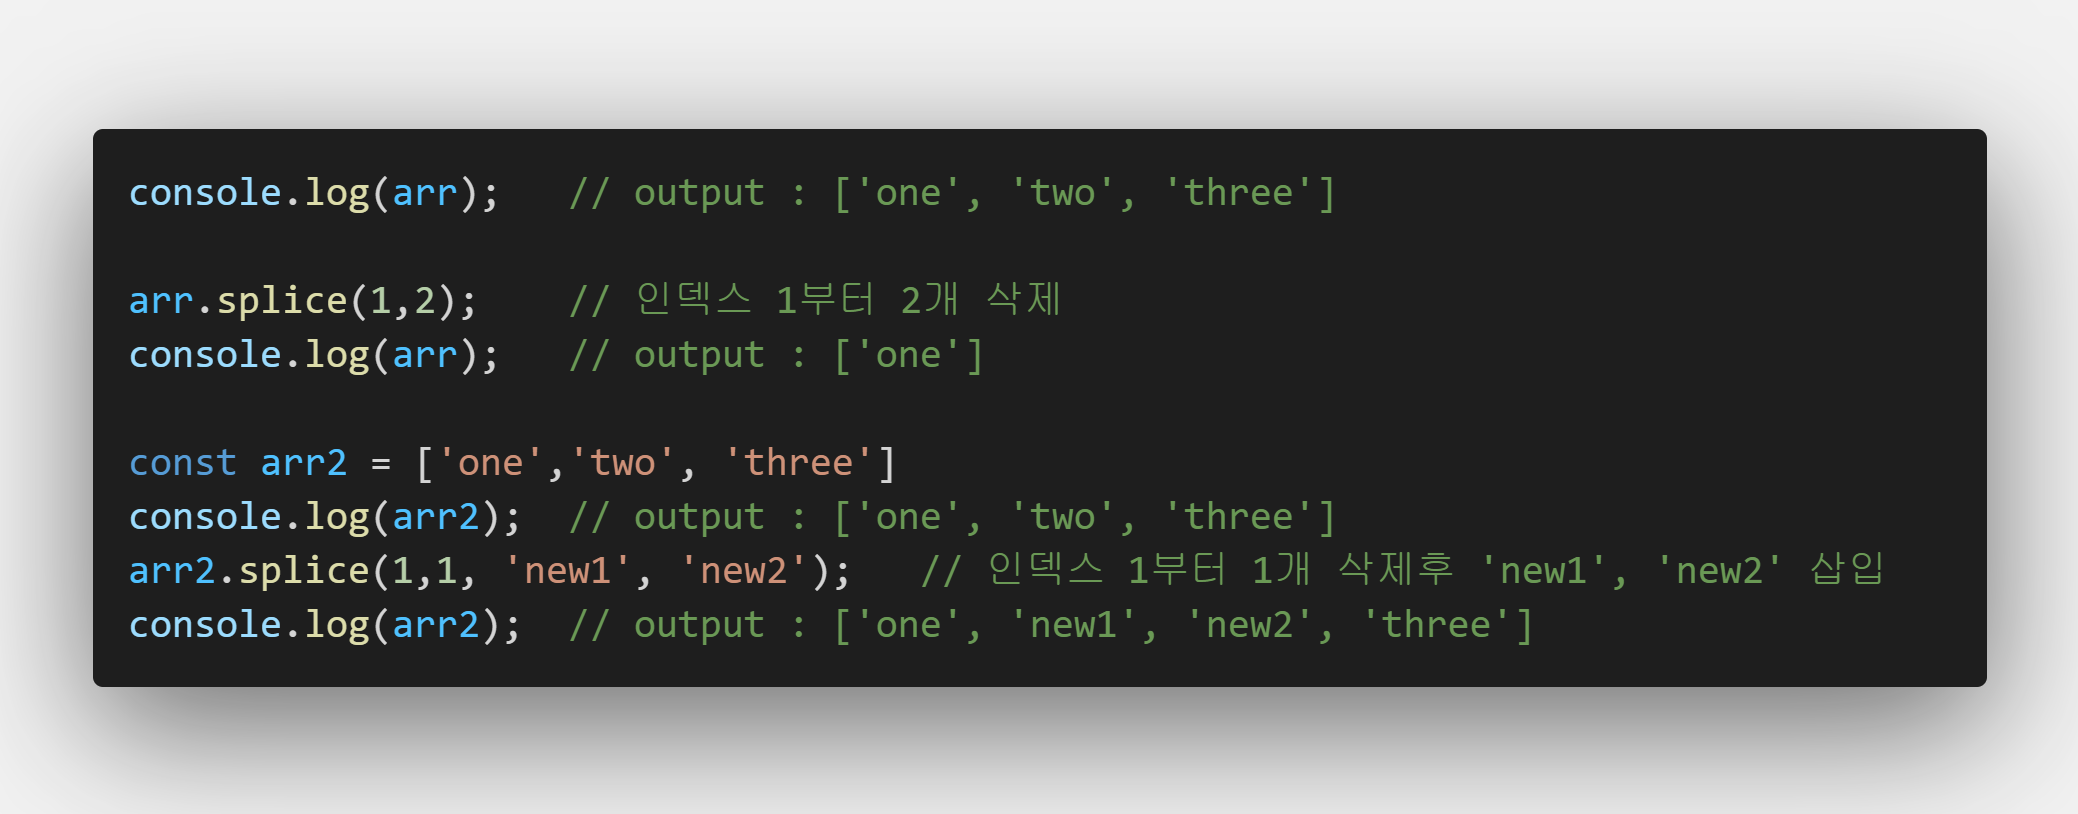 console.log(arr);   // output : ['one', 'two', 'three']
arr.splice(1,2);    // 인덱스 1부터 2개 삭제
console.log(arr);   // output : ['one']
const arr2 = ['one','two', 'three']
console.log(arr2);  // output : ['one', 'two', 'three']
arr2.splice(1,1, 'new1', 'new2');   // 인덱스 1부터 1개 삭제후 'new1', 'new2' 삽입
console.log(arr2);  // output : ['one', 'new1', 'new2', 'three']